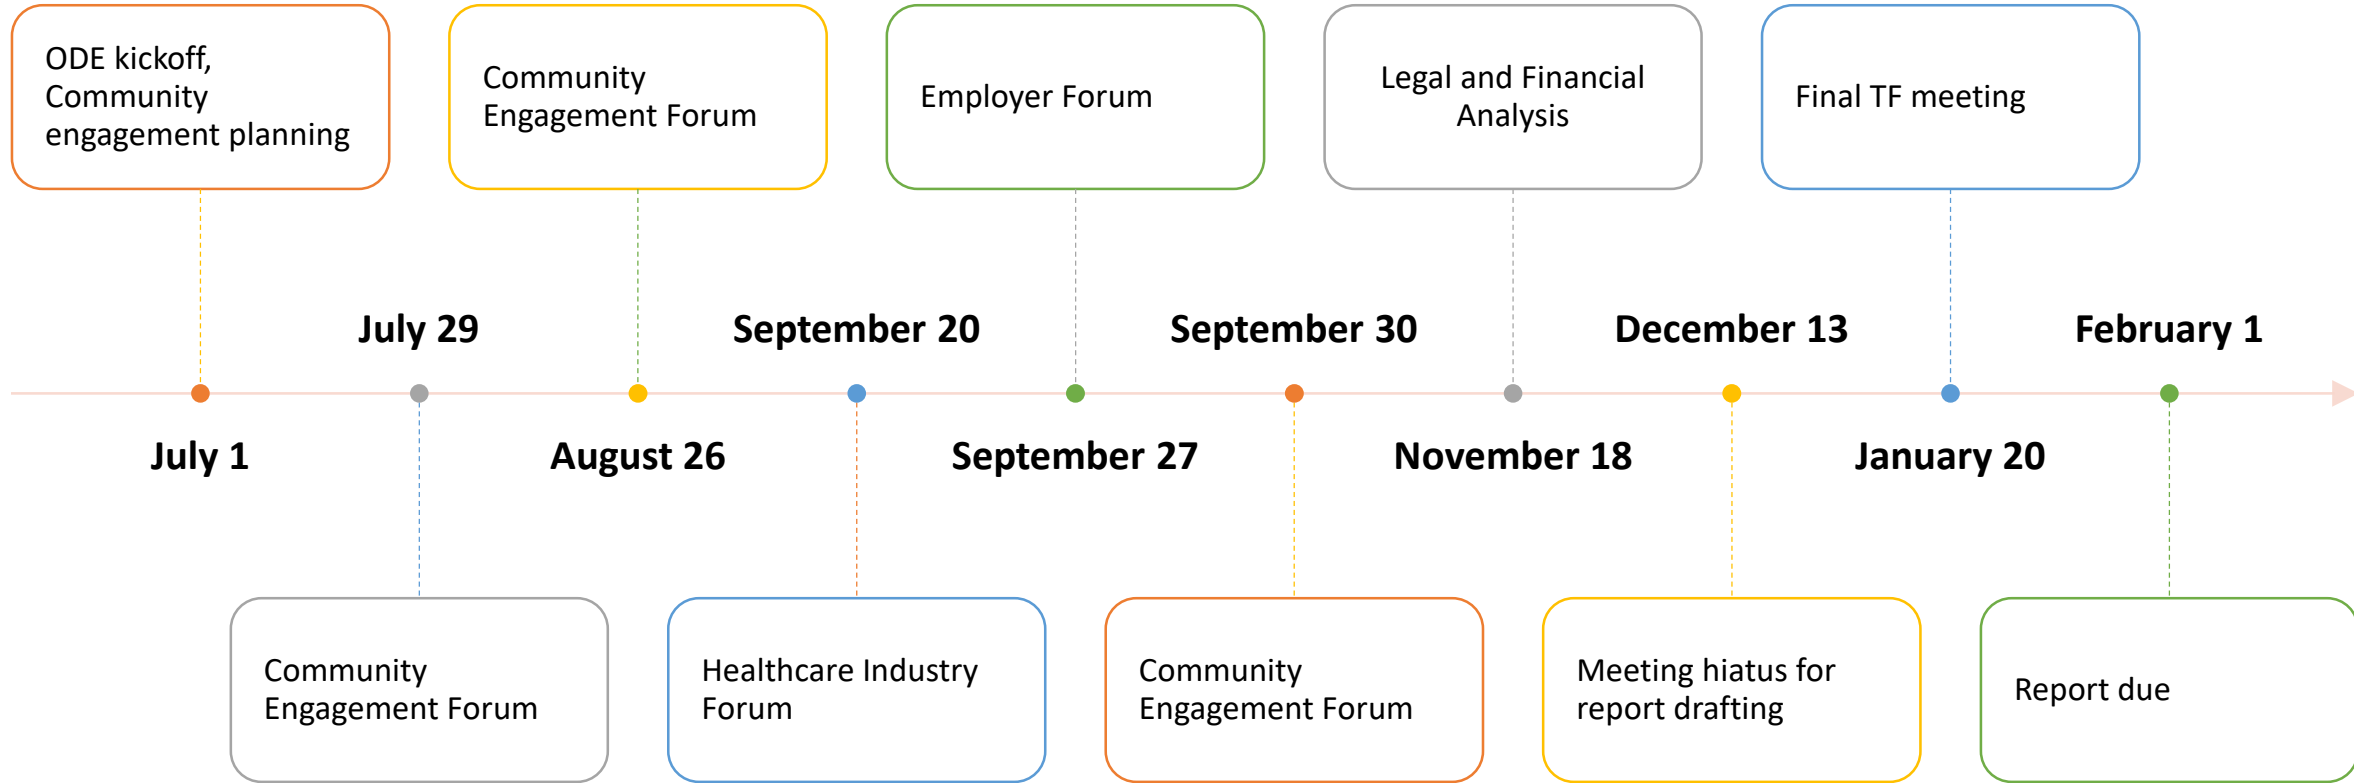 ODE kickoff,
Community
engagement planning
Community
Engagement Forum
Employer Forum
Legal and Financial
Analysis
Final TF meeting
July 29
September 20
September 30
December 13
February 1
July 1
August 26
September 27
November 18
January 20
Community
Engagement Forum
Healthcare Industry
Forum
Community
Engagement Forum
Meeting hiatus for
report drafting
Report due